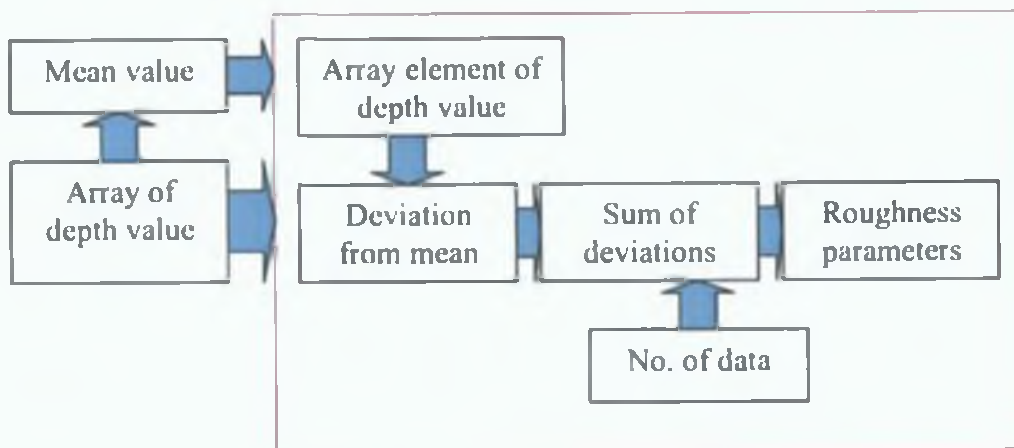 Mean value
Array element of
depth value
Array of
depth value
Deviation
from mean
Sum of
deviations
Roughness
parameters
No. of data